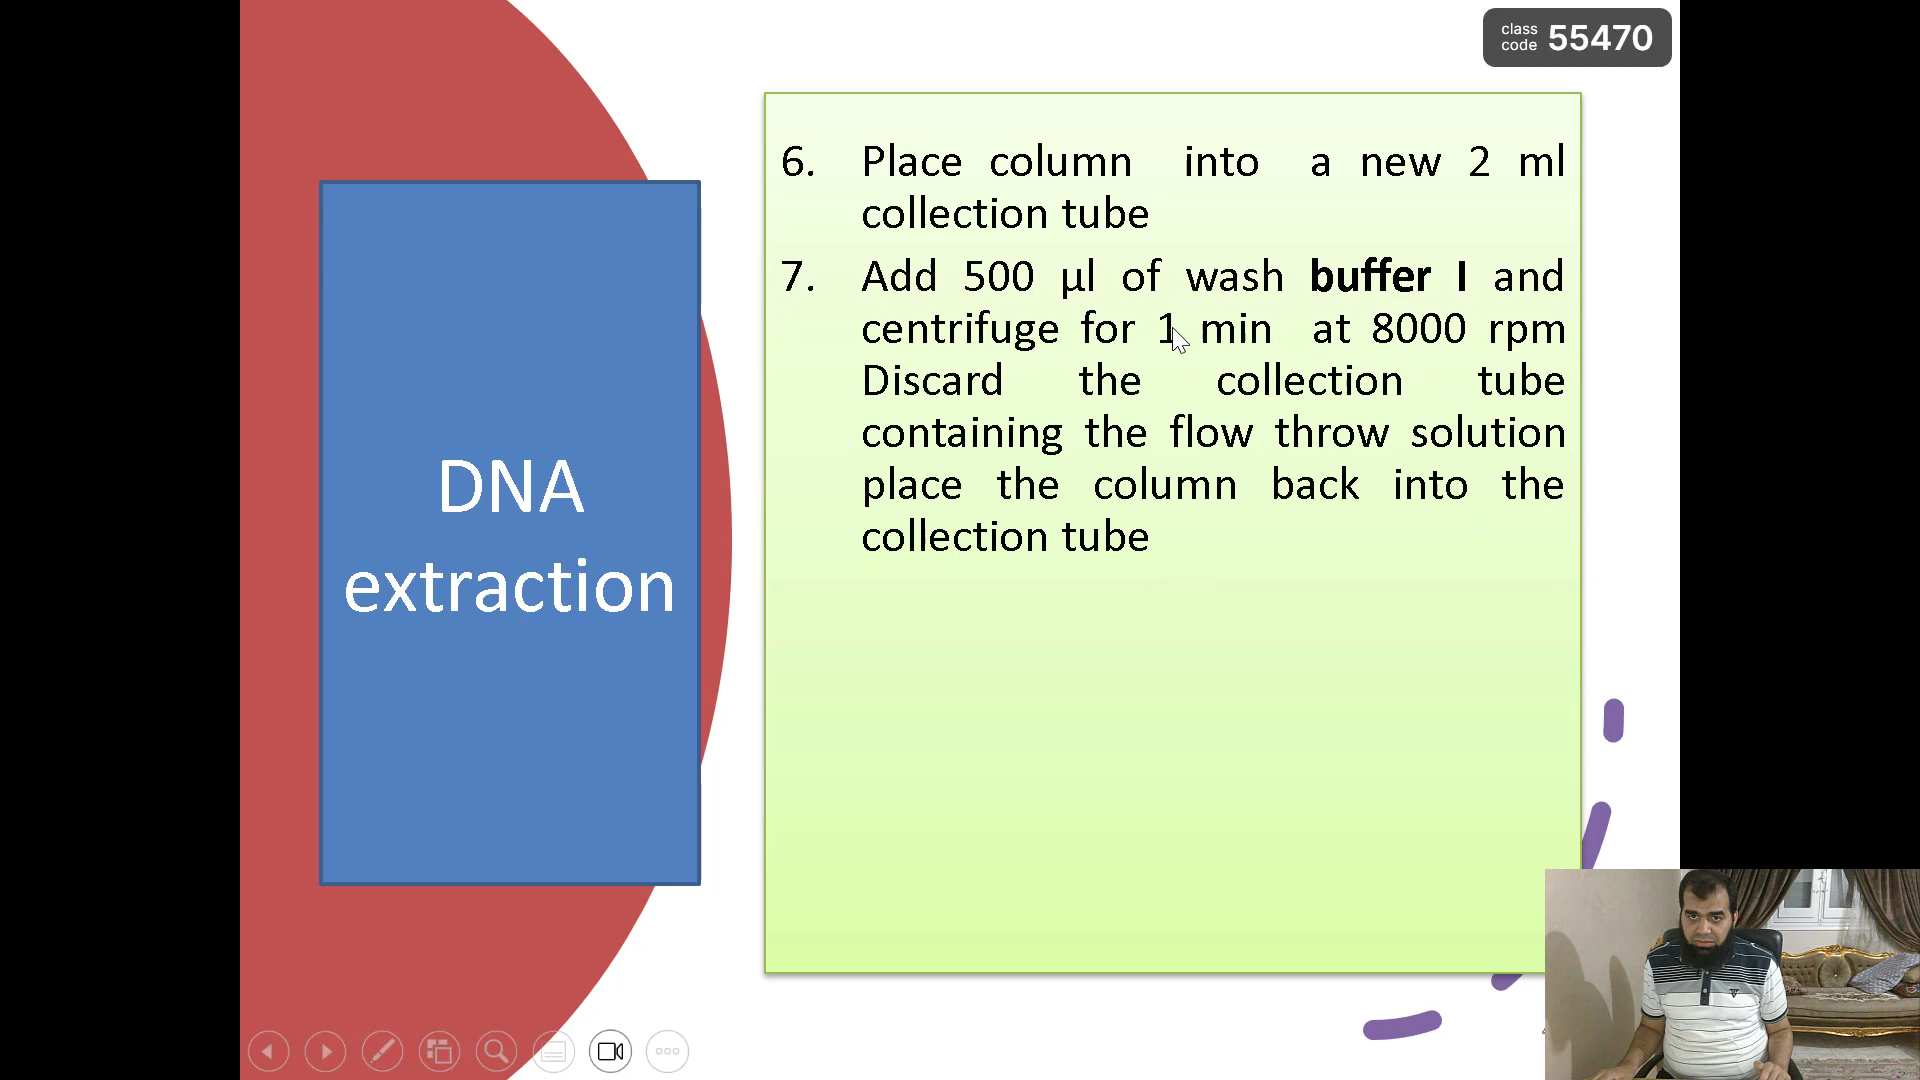 class
code 55470
DNA
extraction
6. Place column into a new 2 ml
collection tube
7. Add 500 µl of wash buffer I and
centrifuge for 1 min at 8000 rpm
Discard the collection tube
containing the flow throw solution
place the column back into the
collection tube